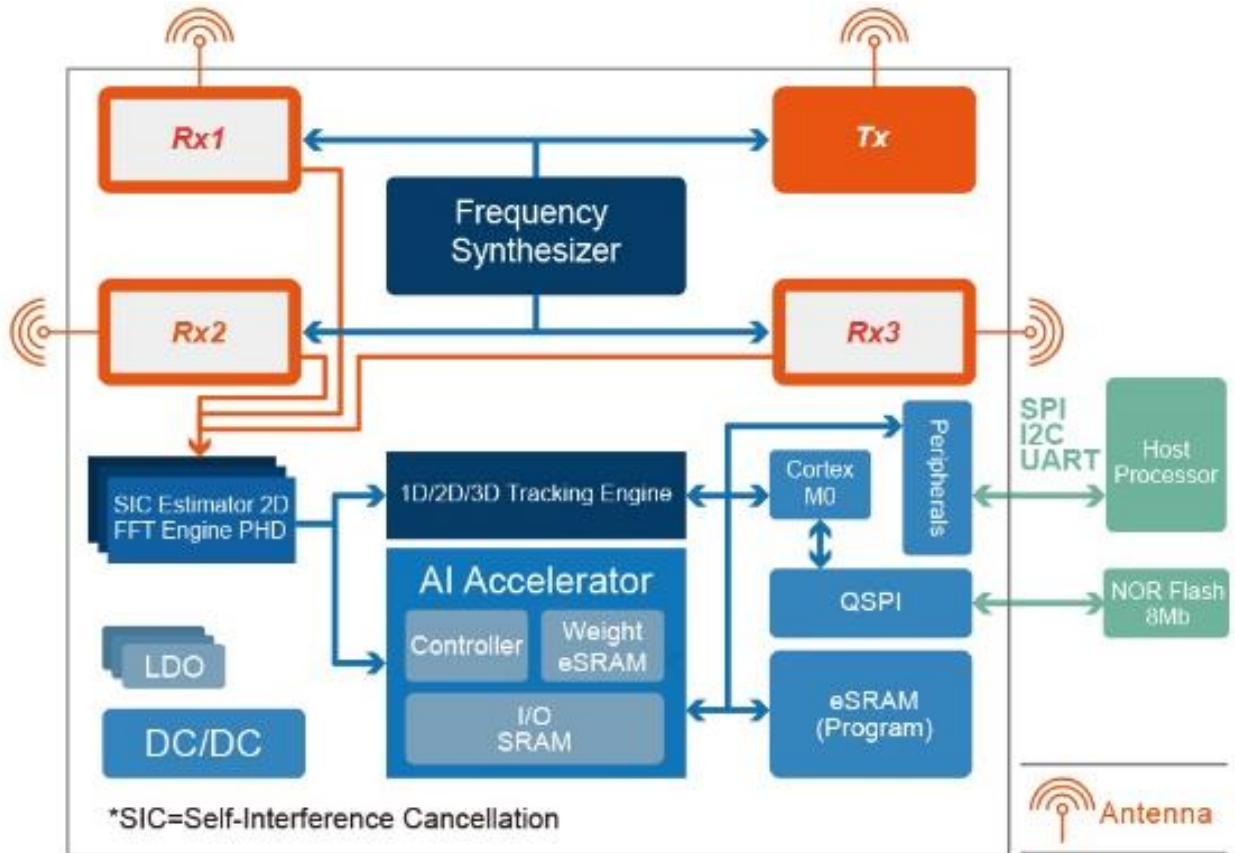 Rx1
Tx
Frequency
Synthesizer
Rx2
Rx3
SPI
I2C
UART
Host
Processor
Peripherals
Cortex
M0
1D/2D/3D Tracking Engine
SIC Estimator 2D
FFT Engine PHD
AI Accelerator
Controller
Weight
eSRAM
I/O
SRAM
QSPI
NOR Flash
8Mb
eSRAM
(Program)
LDO
DC/DC
*SIC=Self-Interference Cancellation
Antenna